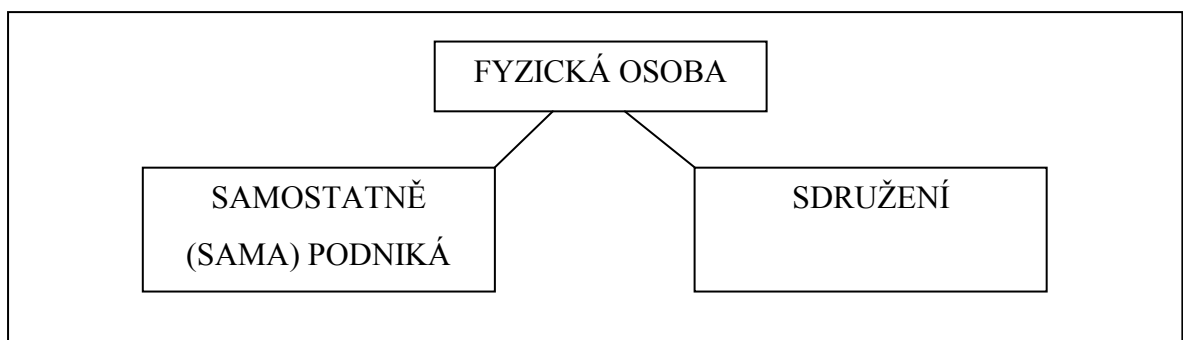 FYZICKÁ OSOBA
SAMOSTATNĚ
(SAMA) PODNIKÁ
SDRUŽENÍ